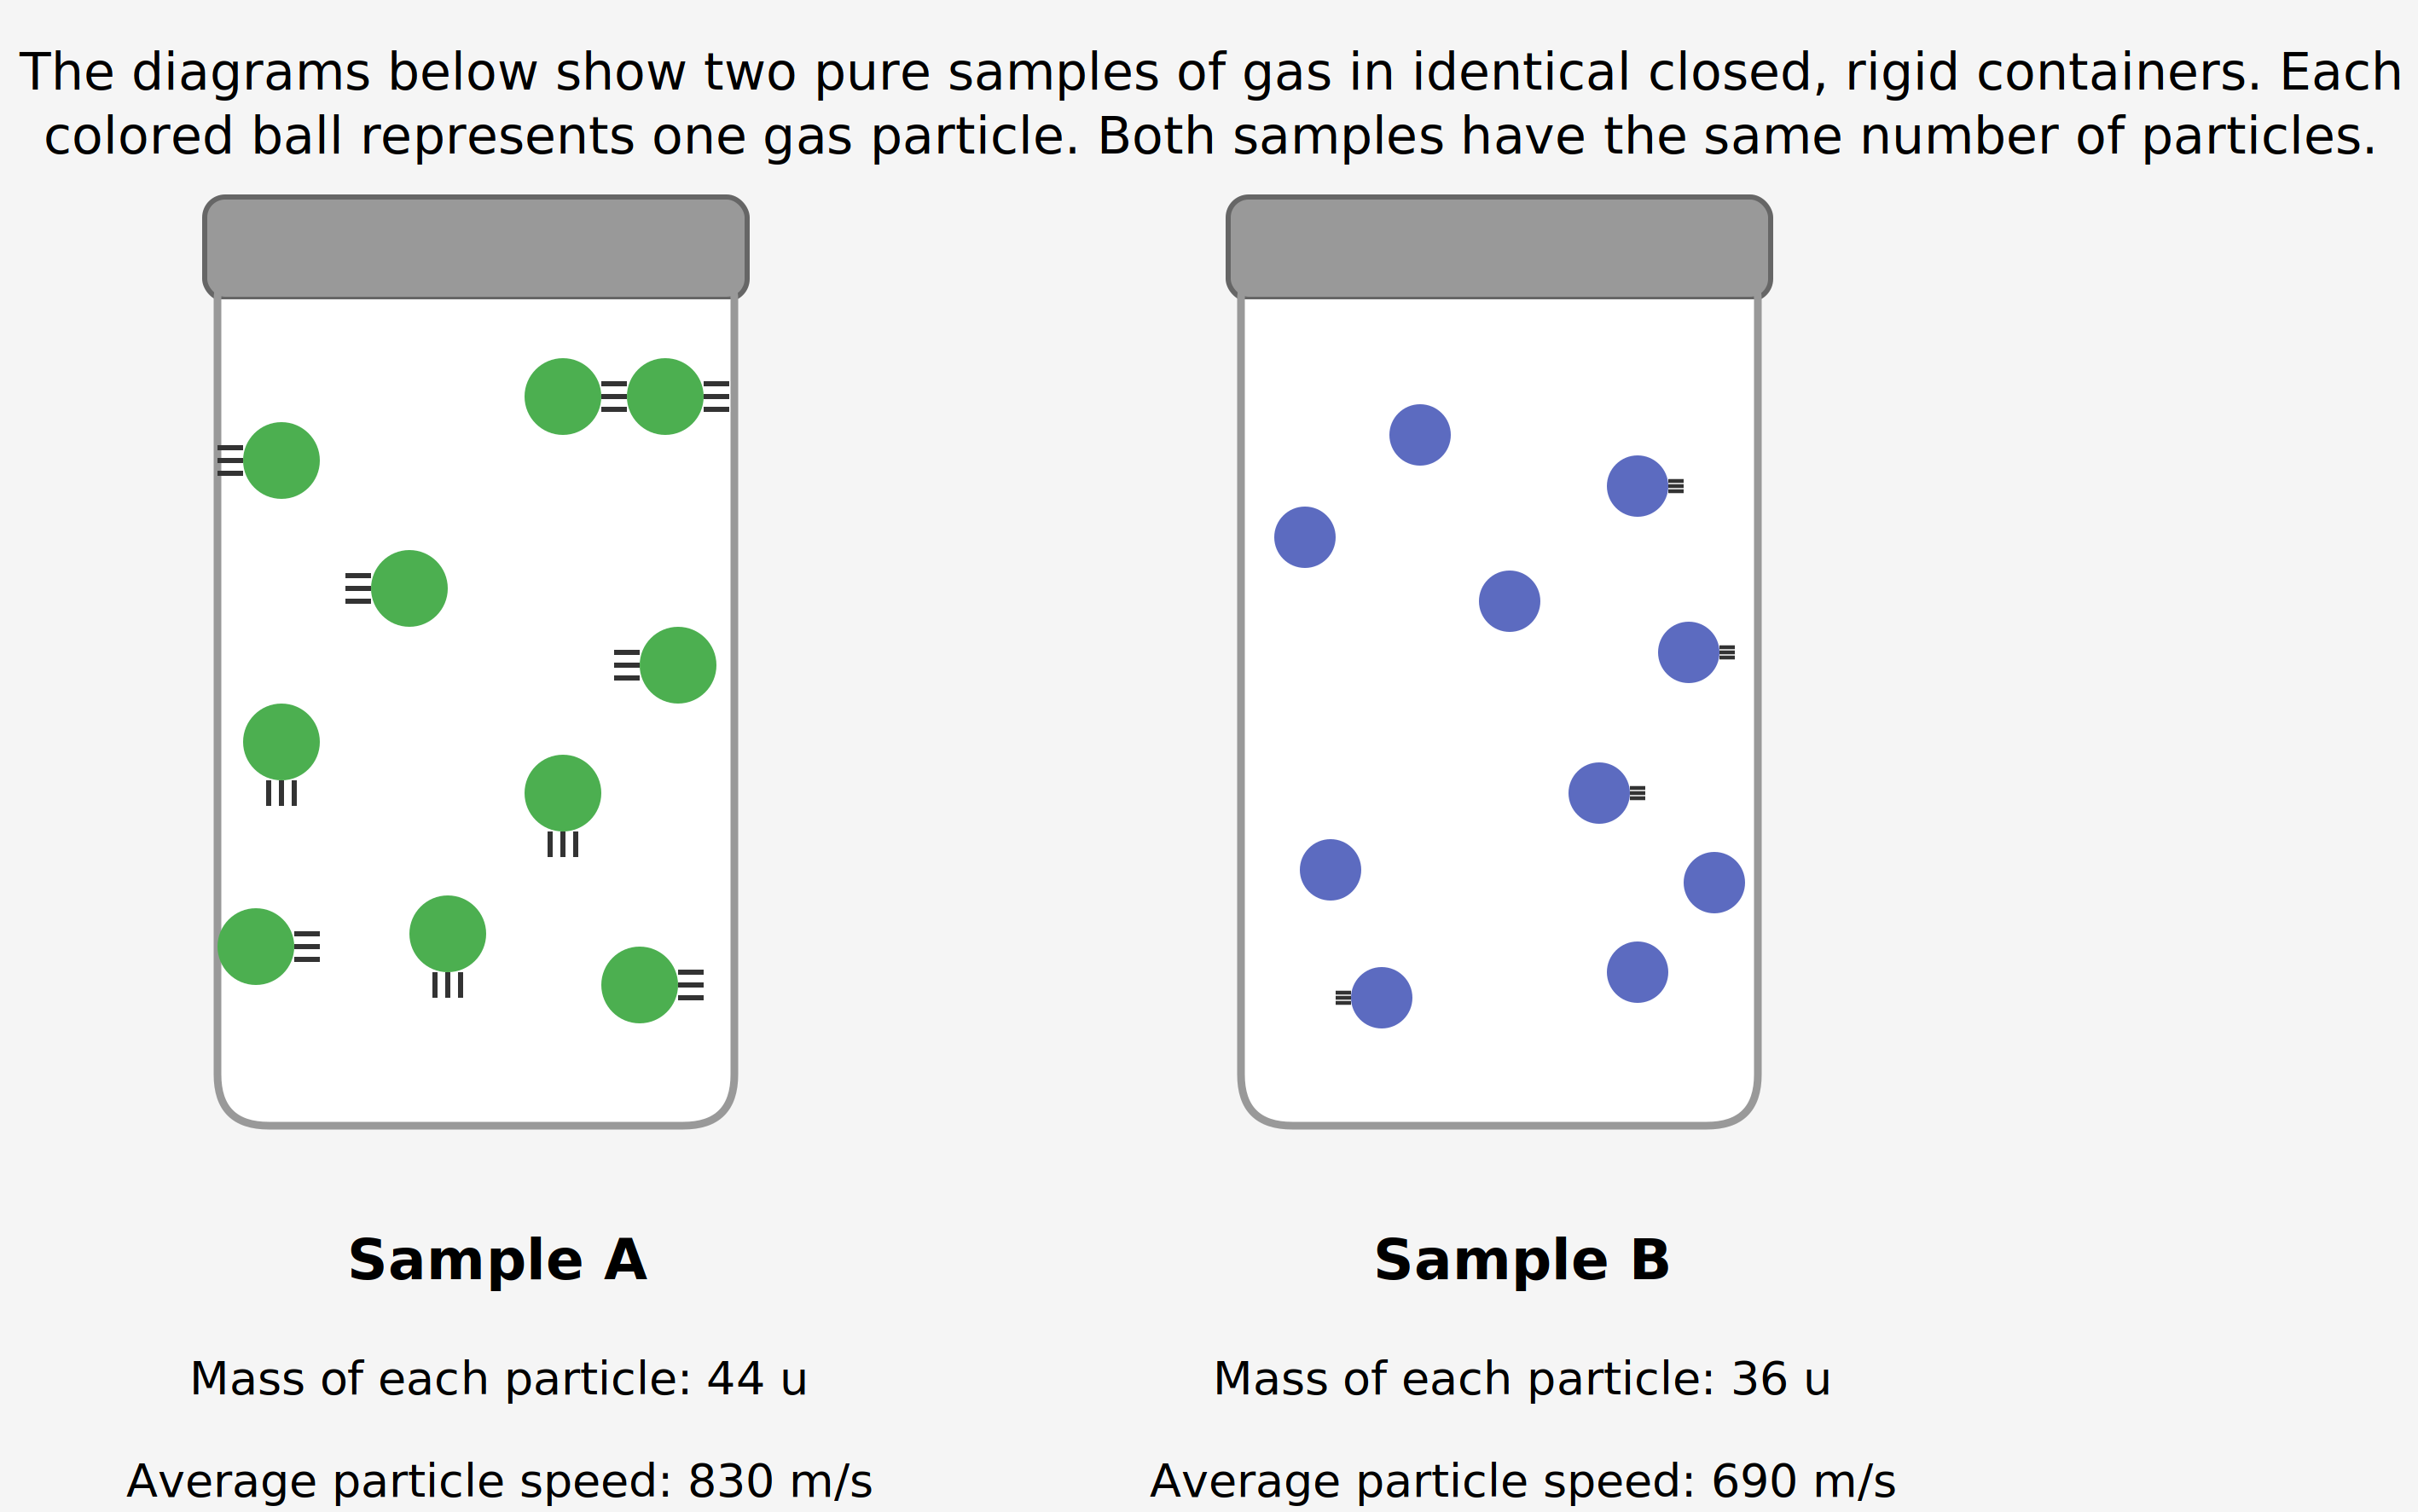 The diagrams below show two pure samples of gas in identical closed, rigid containers. Each
colored ball represents one gas particle. Both samples have the same number of particles.
Sample A
Mass of each particle: 44 u
Average particle speed: 830 m/s
Sample B
Mass of each particle: 36 u
Average particle speed: 690 m/s